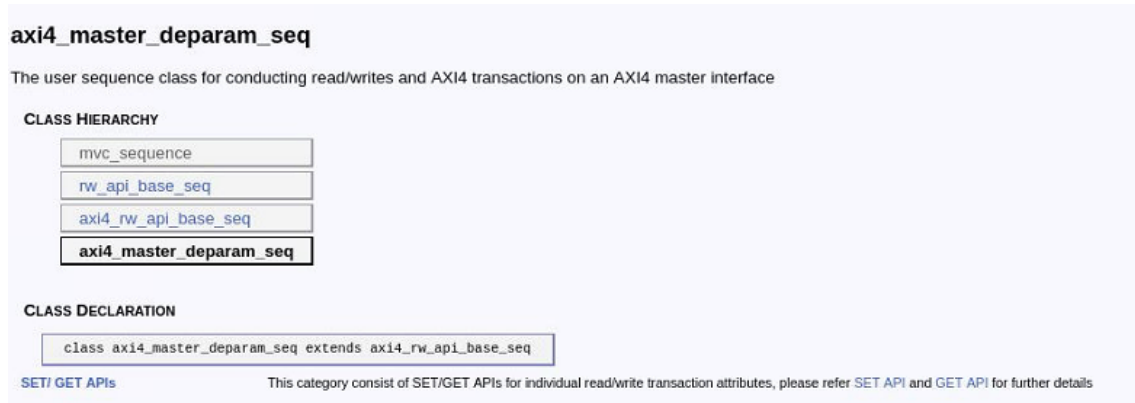 axi4_master_deparam_seq
The user sequence class for conducting read/writes and AXI4 transactions on an AXI4 master interface
CLASS HIERARCHY
mvc_sequence
rw_api_base_seq
axi4_rw_api_base_seq
axi4_master_deparam_seq
CLASS DECLARATION
class axi4_master_deparam_seq extends axi4_rw_api_base_seq
SET/ GET APIs This category consist of SET/GET APIs for individual read/write transaction attributes, please refer SET API and GET API for further details